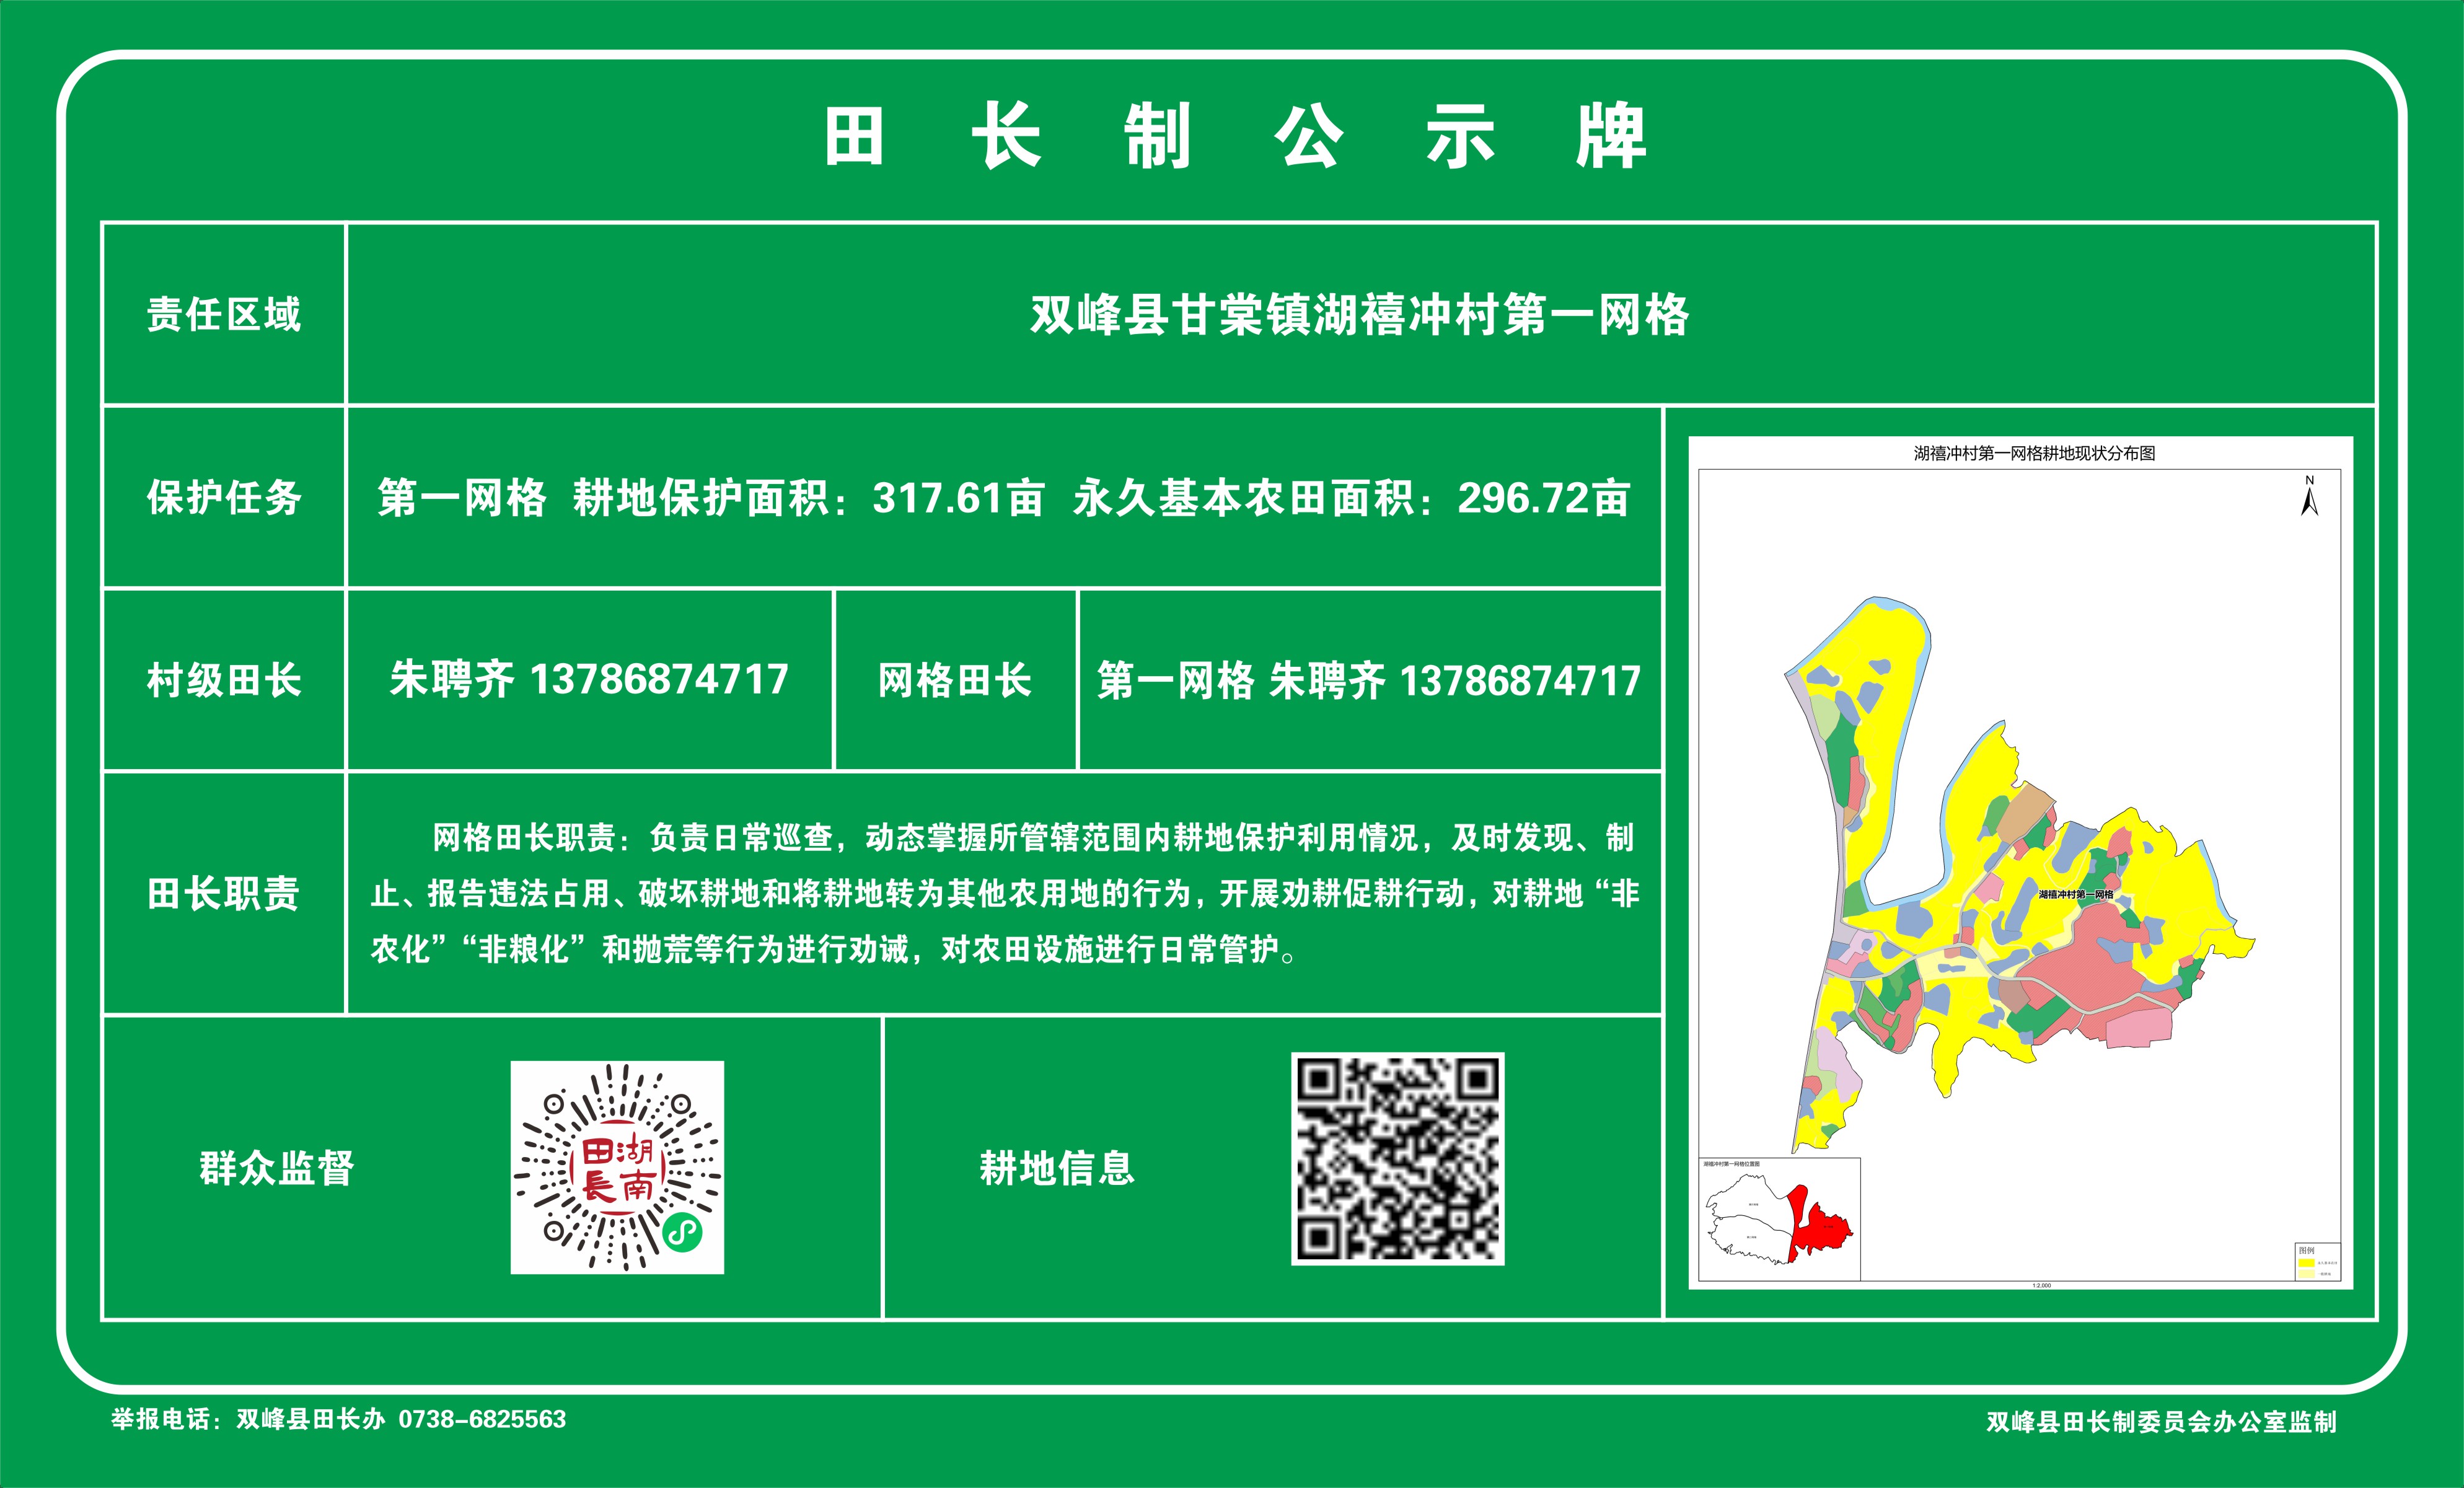 田长制公示牌
责任区域
双峰县甘棠镇湖禧冲村第一网格
保护任务
第一网格 耕地保护面积：317.61亩 永久基本农田面积：296.72亩
村级田长
朱聘齐 13786874717
网格田长
第一网格 朱聘齐 13786874717
田长职责
网格田长职责：负责日常巡查，动态掌握所管辖范围内耕地保护利用情况，及时发现、制
止、报告违法占用、破坏耕地和将耕地转为其他农用地的行为，开展劝耕促耕行动，对耕地“非
农化”“非粮化”和抛荒等行为进行劝诫，对农田设施进行日常管护。
群众监督
湖南
田長
耕地信息
湖禧冲村第一网格耕地现状分布图
N
湖禧冲村第一网格
湖禧冲村第一网格位置图
图例
1:2,000
举报电话：双峰县田长办 0738-6825563
双峰县田长制委员会办公室监制